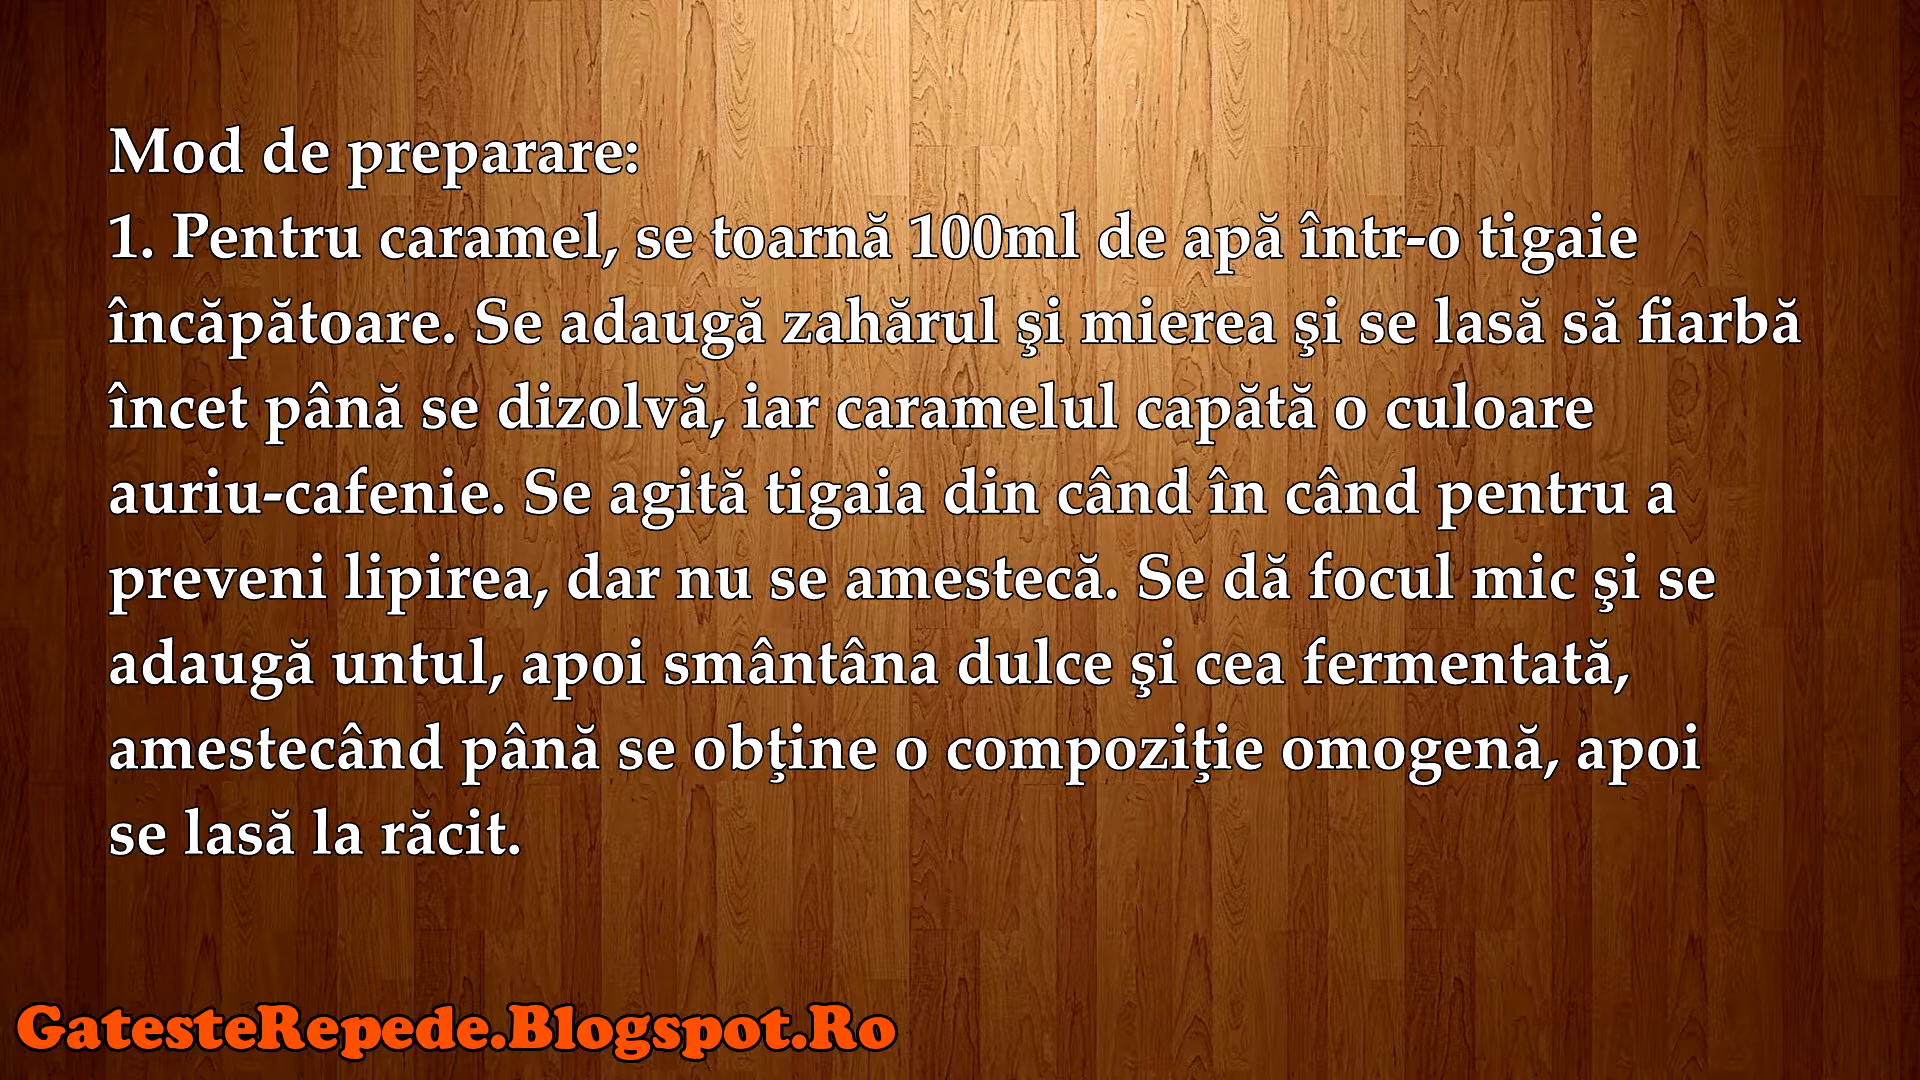 Mod de preparare:
1. Pentru caramel, se toarnă 100ml de apă într-o tigaie
încăpătoare. Se adaugă zahărul şi mierea şi se lasă să fiarbă
încet până se dizolvă, iar caramelul capătă o culoare
auriu-cafenie. Se agită tigaia din când în când pentru a
preveni lipirea, dar nu se amestecă. Se dă focul mic şi se
adaugă untul, apoi smântâna dulce şi cea fermentată,
amestecând până se obţine o compoziţie omogenă, apoi
se lasă la răcit.
GatesteRepede.Blogspot.Ro